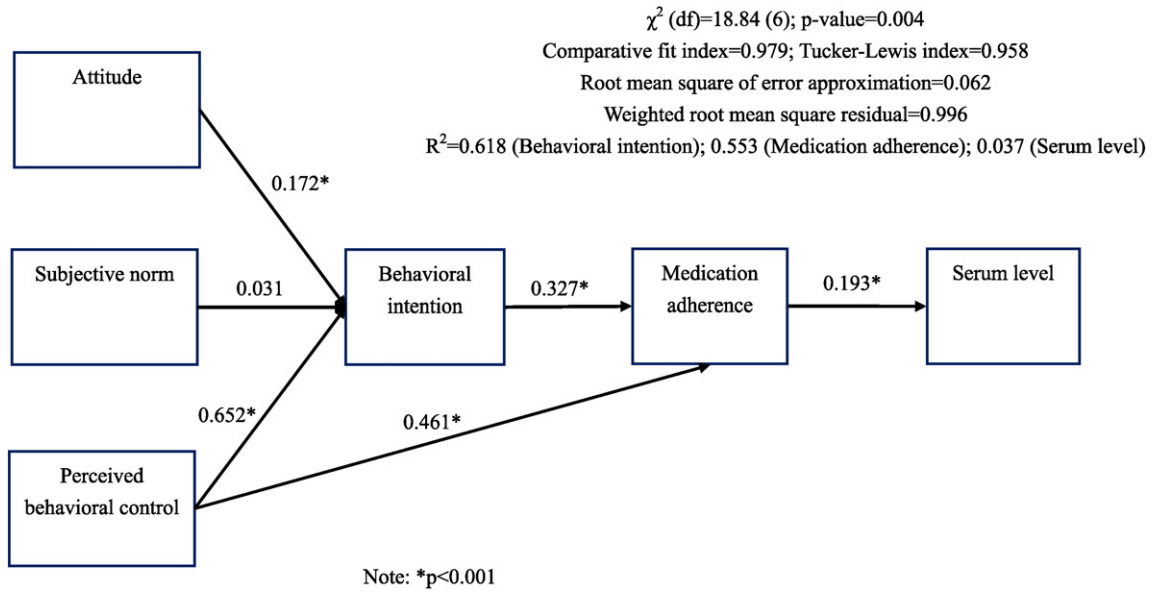 χ² (df)=18.84 (6); p-value=0.004
Comparative fit index=0.979; Tucker-Lewis index=0.958
Root mean square of error approximation=0.062
Weighted root mean square residual=0.996
R²=0.618 (Behavioral intention); 0.553 (Medication adherence); 0.037 (Serum level)
Attitude
0.172*
Subjective norm
0.031
Behavioral
intention
0.327*
Medication
adherence
0.193*
Serum level
0.652*
0.461*
Perceived
behavioral control
Note: *p<0.001